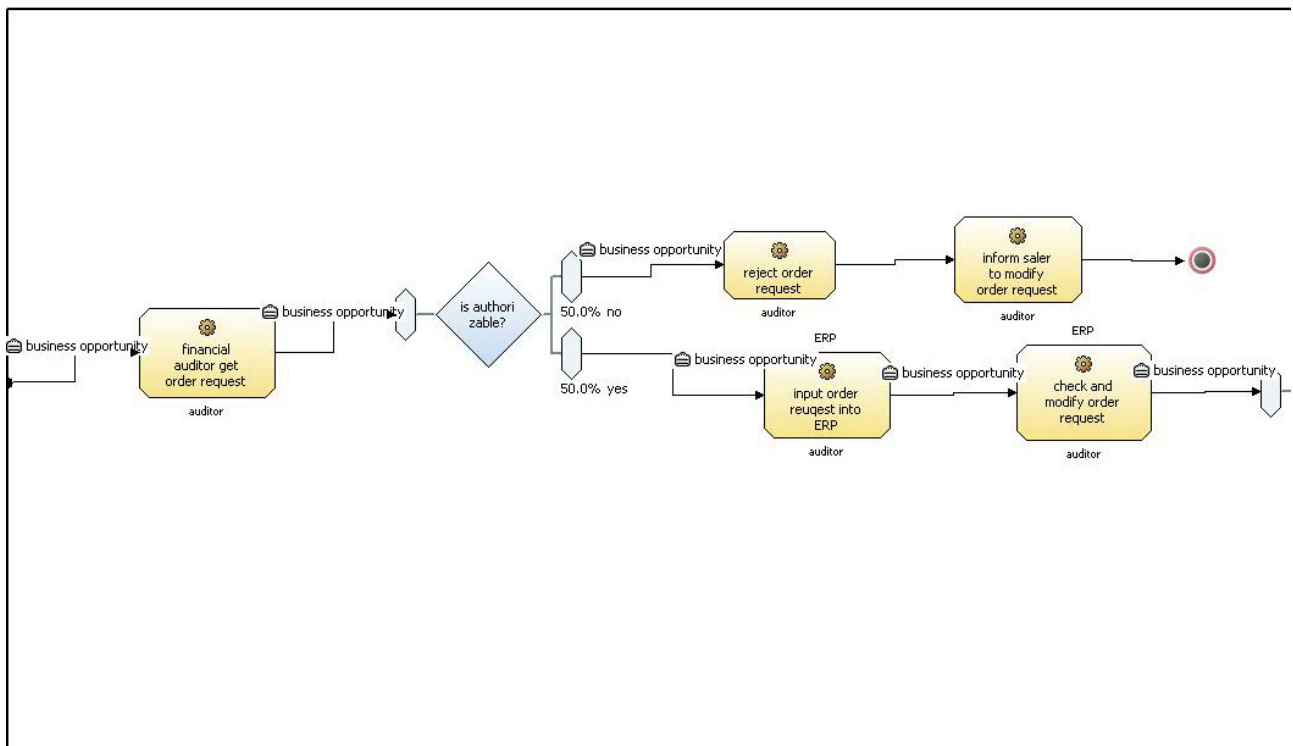 business opportunity
financial
auditor get
order request
auditor
business opportunity
is authori
zable?
50.0% no
50.0% yes
business opportunity
reject order
request
auditor
inform saler
to modify
order request
auditor
business opportunity
ERP
input order
reuqest into
ERP
auditor
business opportunity
ERP
check and
modify order
request
auditor
business opportunity